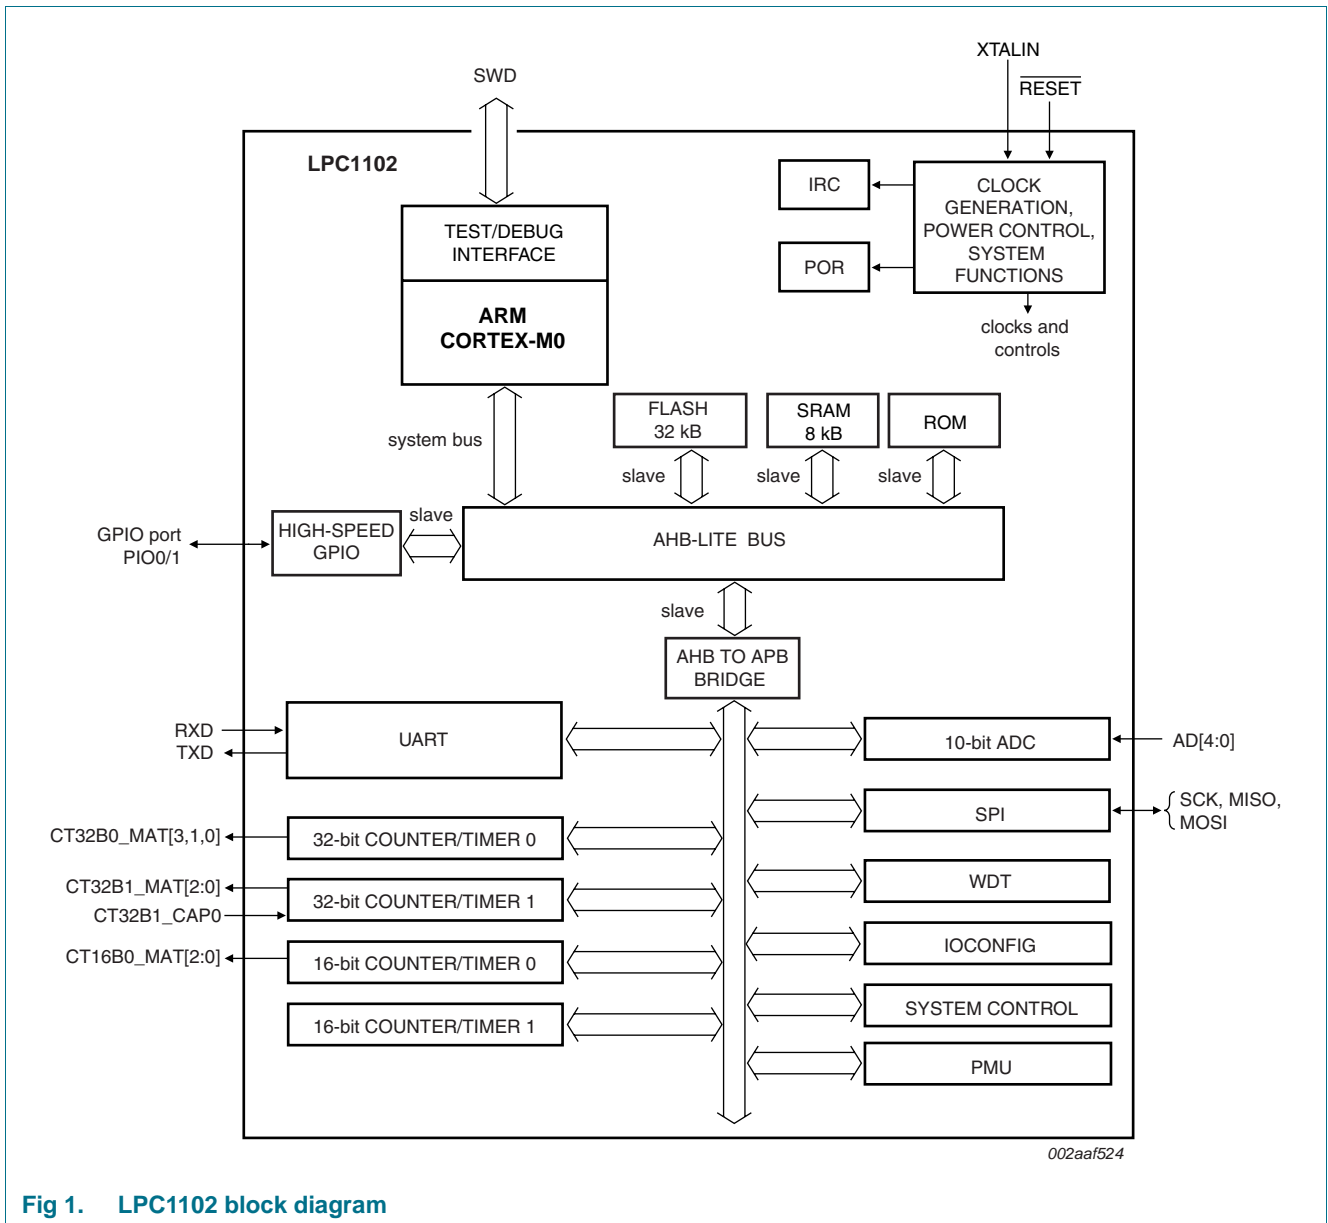 XTALIN
RESET
SWD
LPC1102
IRC
CLOCK
GENERATION,
POWER CONTROL,
SYSTEM
FUNCTIONS
TEST/DEBUG
INTERFACE
POR
ARM
CORTEX-M0
clocks and
controls
FLASH
32 kB
SRAM
8 kB
ROM
system bus
slave
slave
slave
slave
GPIO port
PIO0/1
HIGH-SPEED
GPIO
AHB-LITE BUS
slave
AHB TO APB
BRIDGE
RXD
TXD
UART
10-bit ADC
AD[4:0]
SPI
SCK, MISO,
MOSI
CT32B0_MAT[3,1,0]
32-bit COUNTER/TIMER 0
WDT
CT32B1_MAT[2:0]
CT32B1_CAP0
32-bit COUNTER/TIMER 1
IOCONFIG
CT16B0_MAT[2:0]
16-bit COUNTER/TIMER 0
SYSTEM CONTROL
16-bit COUNTER/TIMER 1
PMU
002aaf524
Fig 1. LPC1102 block diagram